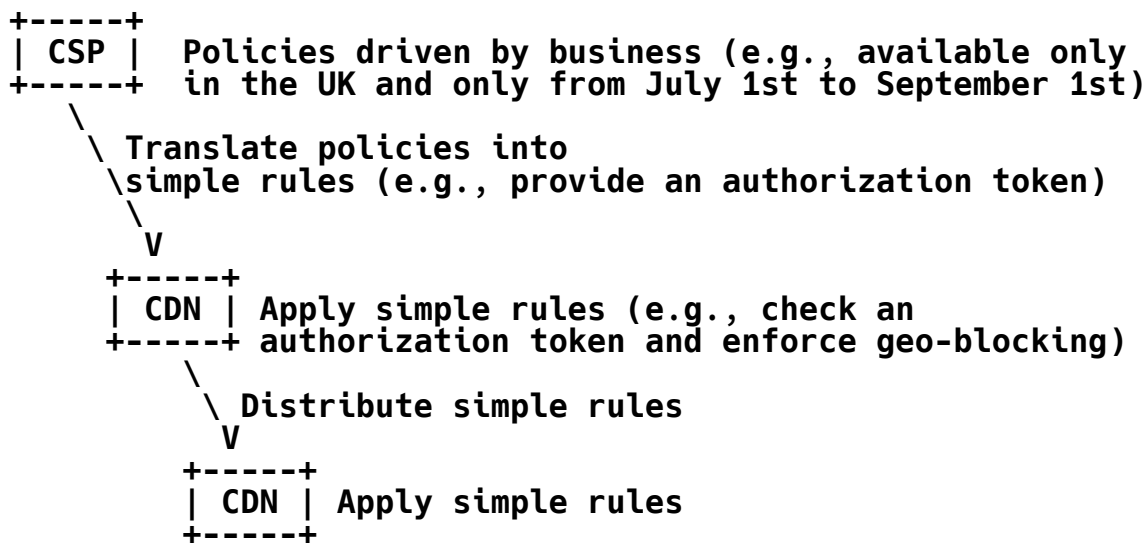 +-----+
| CSP |  Policies driven by business (e.g., available only
+-----+  in the UK and only from July 1st to September 1st)
   \
    \ Translate policies into
     \simple rules (e.g., provide an authorization token)
      \
       V
     +-----+
     | CDN | Apply simple rules (e.g., check an
     +-----+ authorization token and enforce geo-blocking)
         \
          \ Distribute simple rules
           V
         +-----+
         | CDN | Apply simple rules
         +-----+